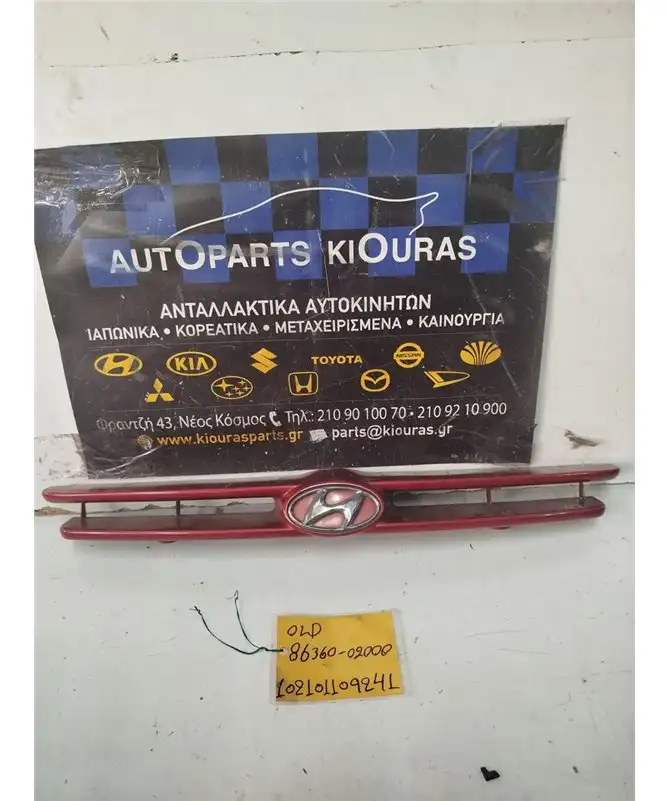 AUTOPARTS KIOURAS
ΑΝΤΑΛΛΑΚΤΙΚΑ ΑΥΤΟΚΙΝΗΤΩΝ
ΙΑΠΩΝΙΚΑ • ΚΟΡΕΑΤΙΚΑ • ΜΕΤΑΧΕΙΡΙΣΜΕΝΑ • ΚΑΙΝΟΥΡΓΙΑ
KIA
TOYOTA
NISSAN
Φραντζή 43, Νέος Κόσμος Τηλ.: 210 90 100 70 - 210 92 10 900
www.kiourasparts.gr parts@kiouras.gr
OLD
86360-02000
102101109241